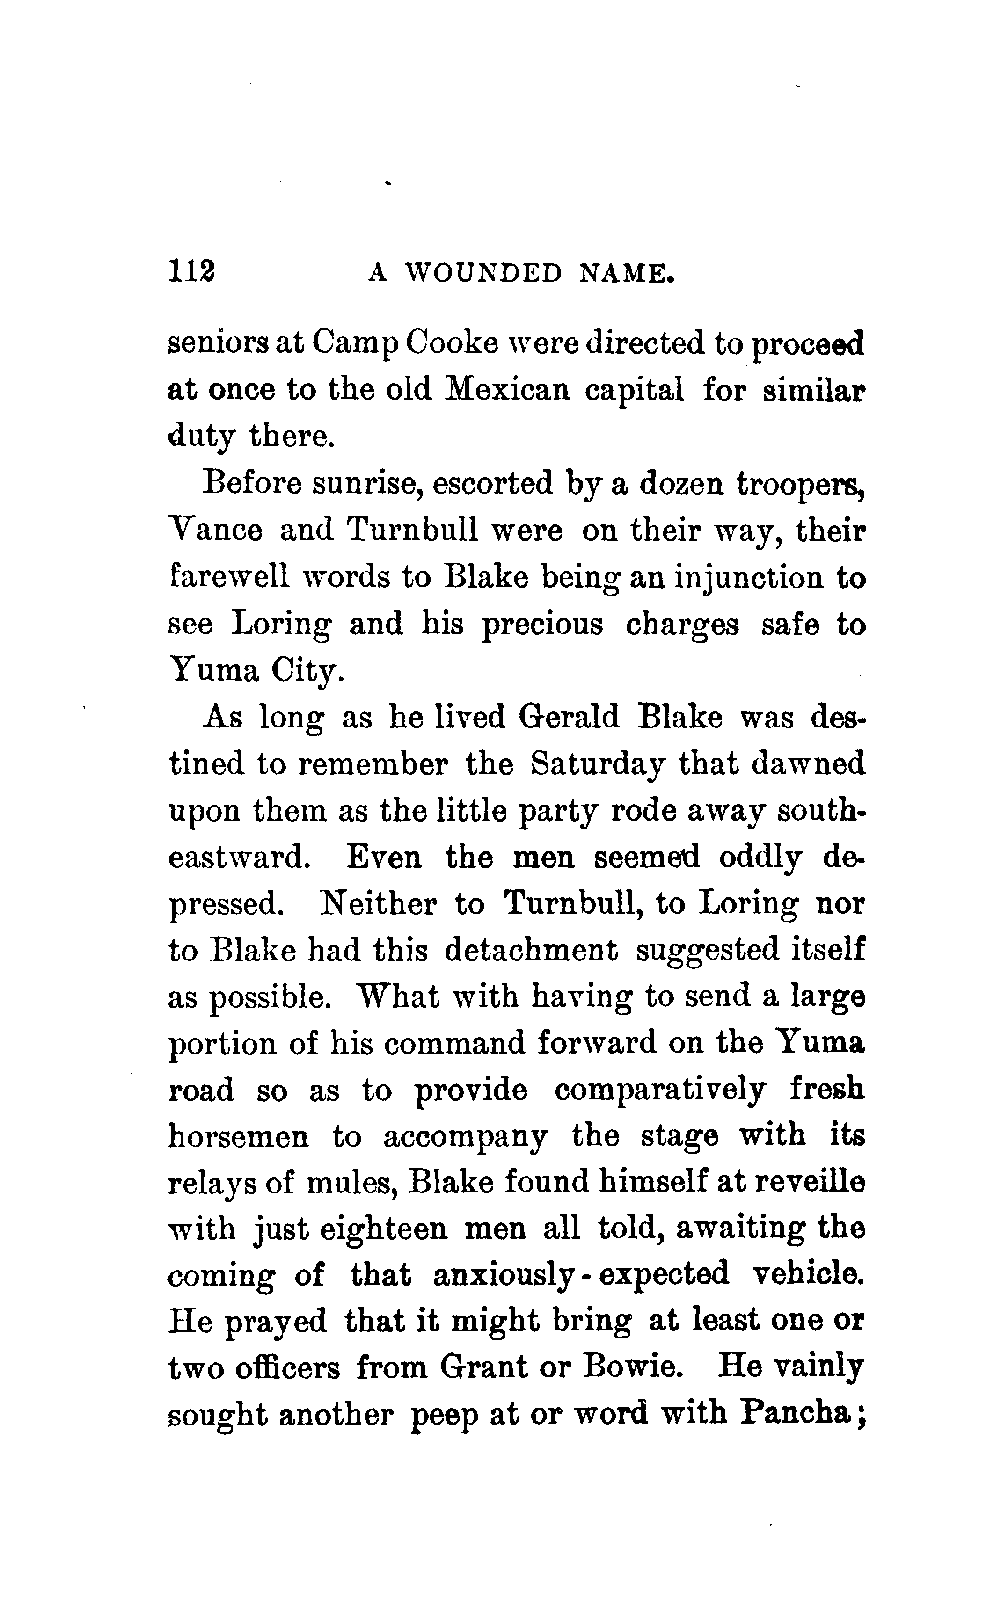 112 A WOUNDED NAME.
seniors at Camp Cooke were directed to proceed
at once to the old Mexican capital for similar
duty there.
Before sunrise, escorted by a dozen troopers,
Vance and Turnbull were on their way, their
farewell words to Blake being an injunction to
see Loring and his precious charges safe to
Yuma City.
As long as he lived Gerald Blake was des-
tined to remember the Saturday that dawned
upon them as the little party rode away south-
eastward. Even the men seemed oddly de-
pressed. Neither to Turnbull, to Loring nor
to Blake had this detachment suggested itself
as possible. What with having to send a large
portion of his command forward on the Yuma
road so as to provide comparatively fresh
horsemen to accompany the stage with its
relays of mules, Blake found himself at reveille
with just eighteen men all told, awaiting the
coming of that anxiously-expected vehicle.
He prayed that it might bring at least one or
two officers from Grant or Bowie. He vainly
sought another peep at or word with Pancha;